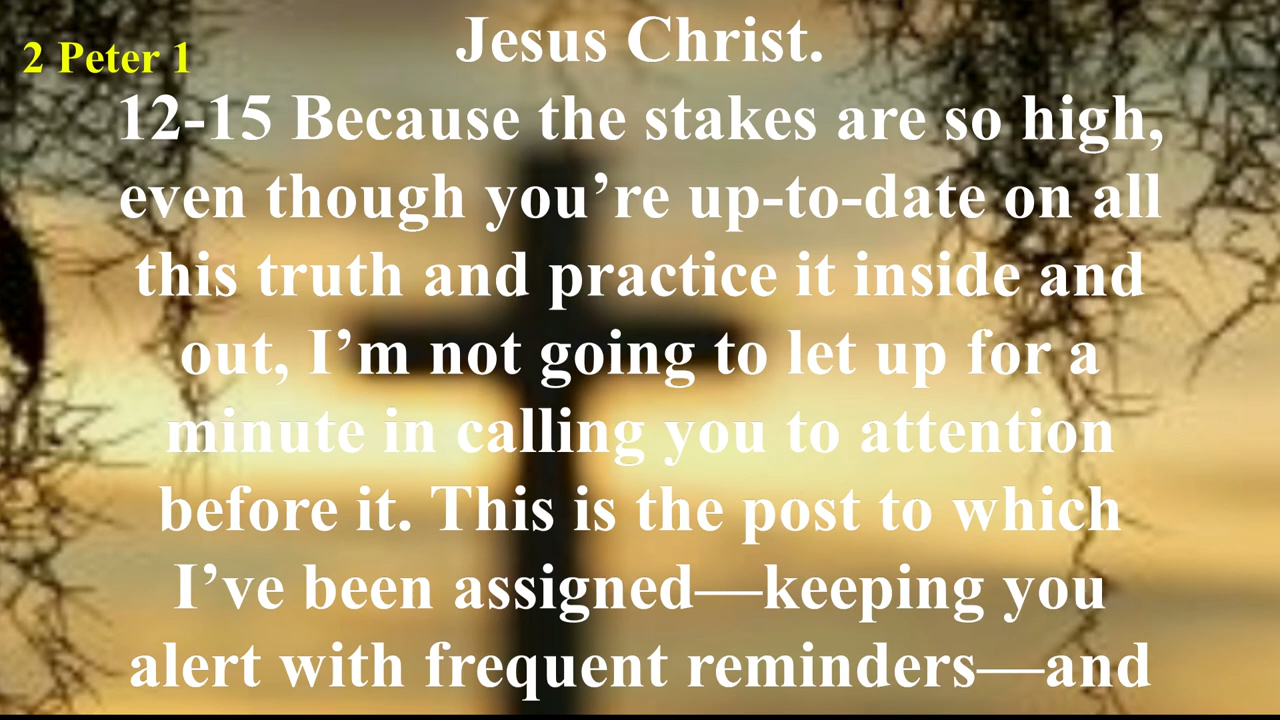 Jesus Christ.
2 Peter 1
12-15 Because the stakes are so high,
even though you’re up-to-date on all
this truth and practice it inside and
out, I’m not going to let up for a
minute in calling you to attention
before it. This is the post to which
I’ve been assigned—keeping you
alert with frequent reminders—and